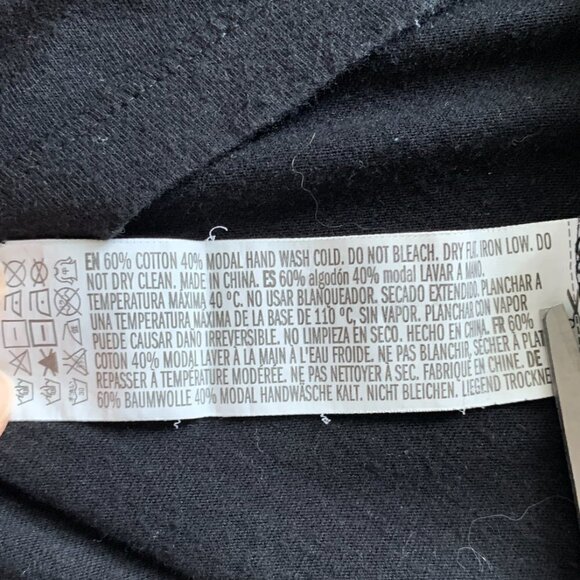 EN 60% COTTON 40% MODAL HAND WASH COLD. DO NOT BLEACH. DRY FLAT. IRON LOW. DO
NOT DRY CLEAN. MADE IN CHINA. ES 60% algodón 40% modal LAVAR A MANO.
TEMPERATURA MÁXIMA 40 ºC. NO USAR BLANQUEADOR. SECADO EXTENDIDO. PLANCHAR A
UNA TEMPERATURA MÁXIMA DE LA BASE DE 110 ºC, SIN VAPOR. PLANCHAR CON VAPOR
PUEDE CAUSAR DAÑO IRREVERSIBLE. NO LIMPIEZA EN SECO. HECHO EN CHINA. FR 60%
COTON 40% MODAL LAVER À LA MAIN À L'EAU FROIDE. NE PAS BLANCHIR, SÉCHER À PLAT
REPASSER À TEMPÉRATURE MODÉRÉE. NE PAS NETTOYER À SEC. FABRIQUÉ EN CHINE. DE
60% BAUMWOLLE 40% MODAL HANDWÄSCHE KALT. NICHT BLEICHEN. LIEGEND TROCKNE